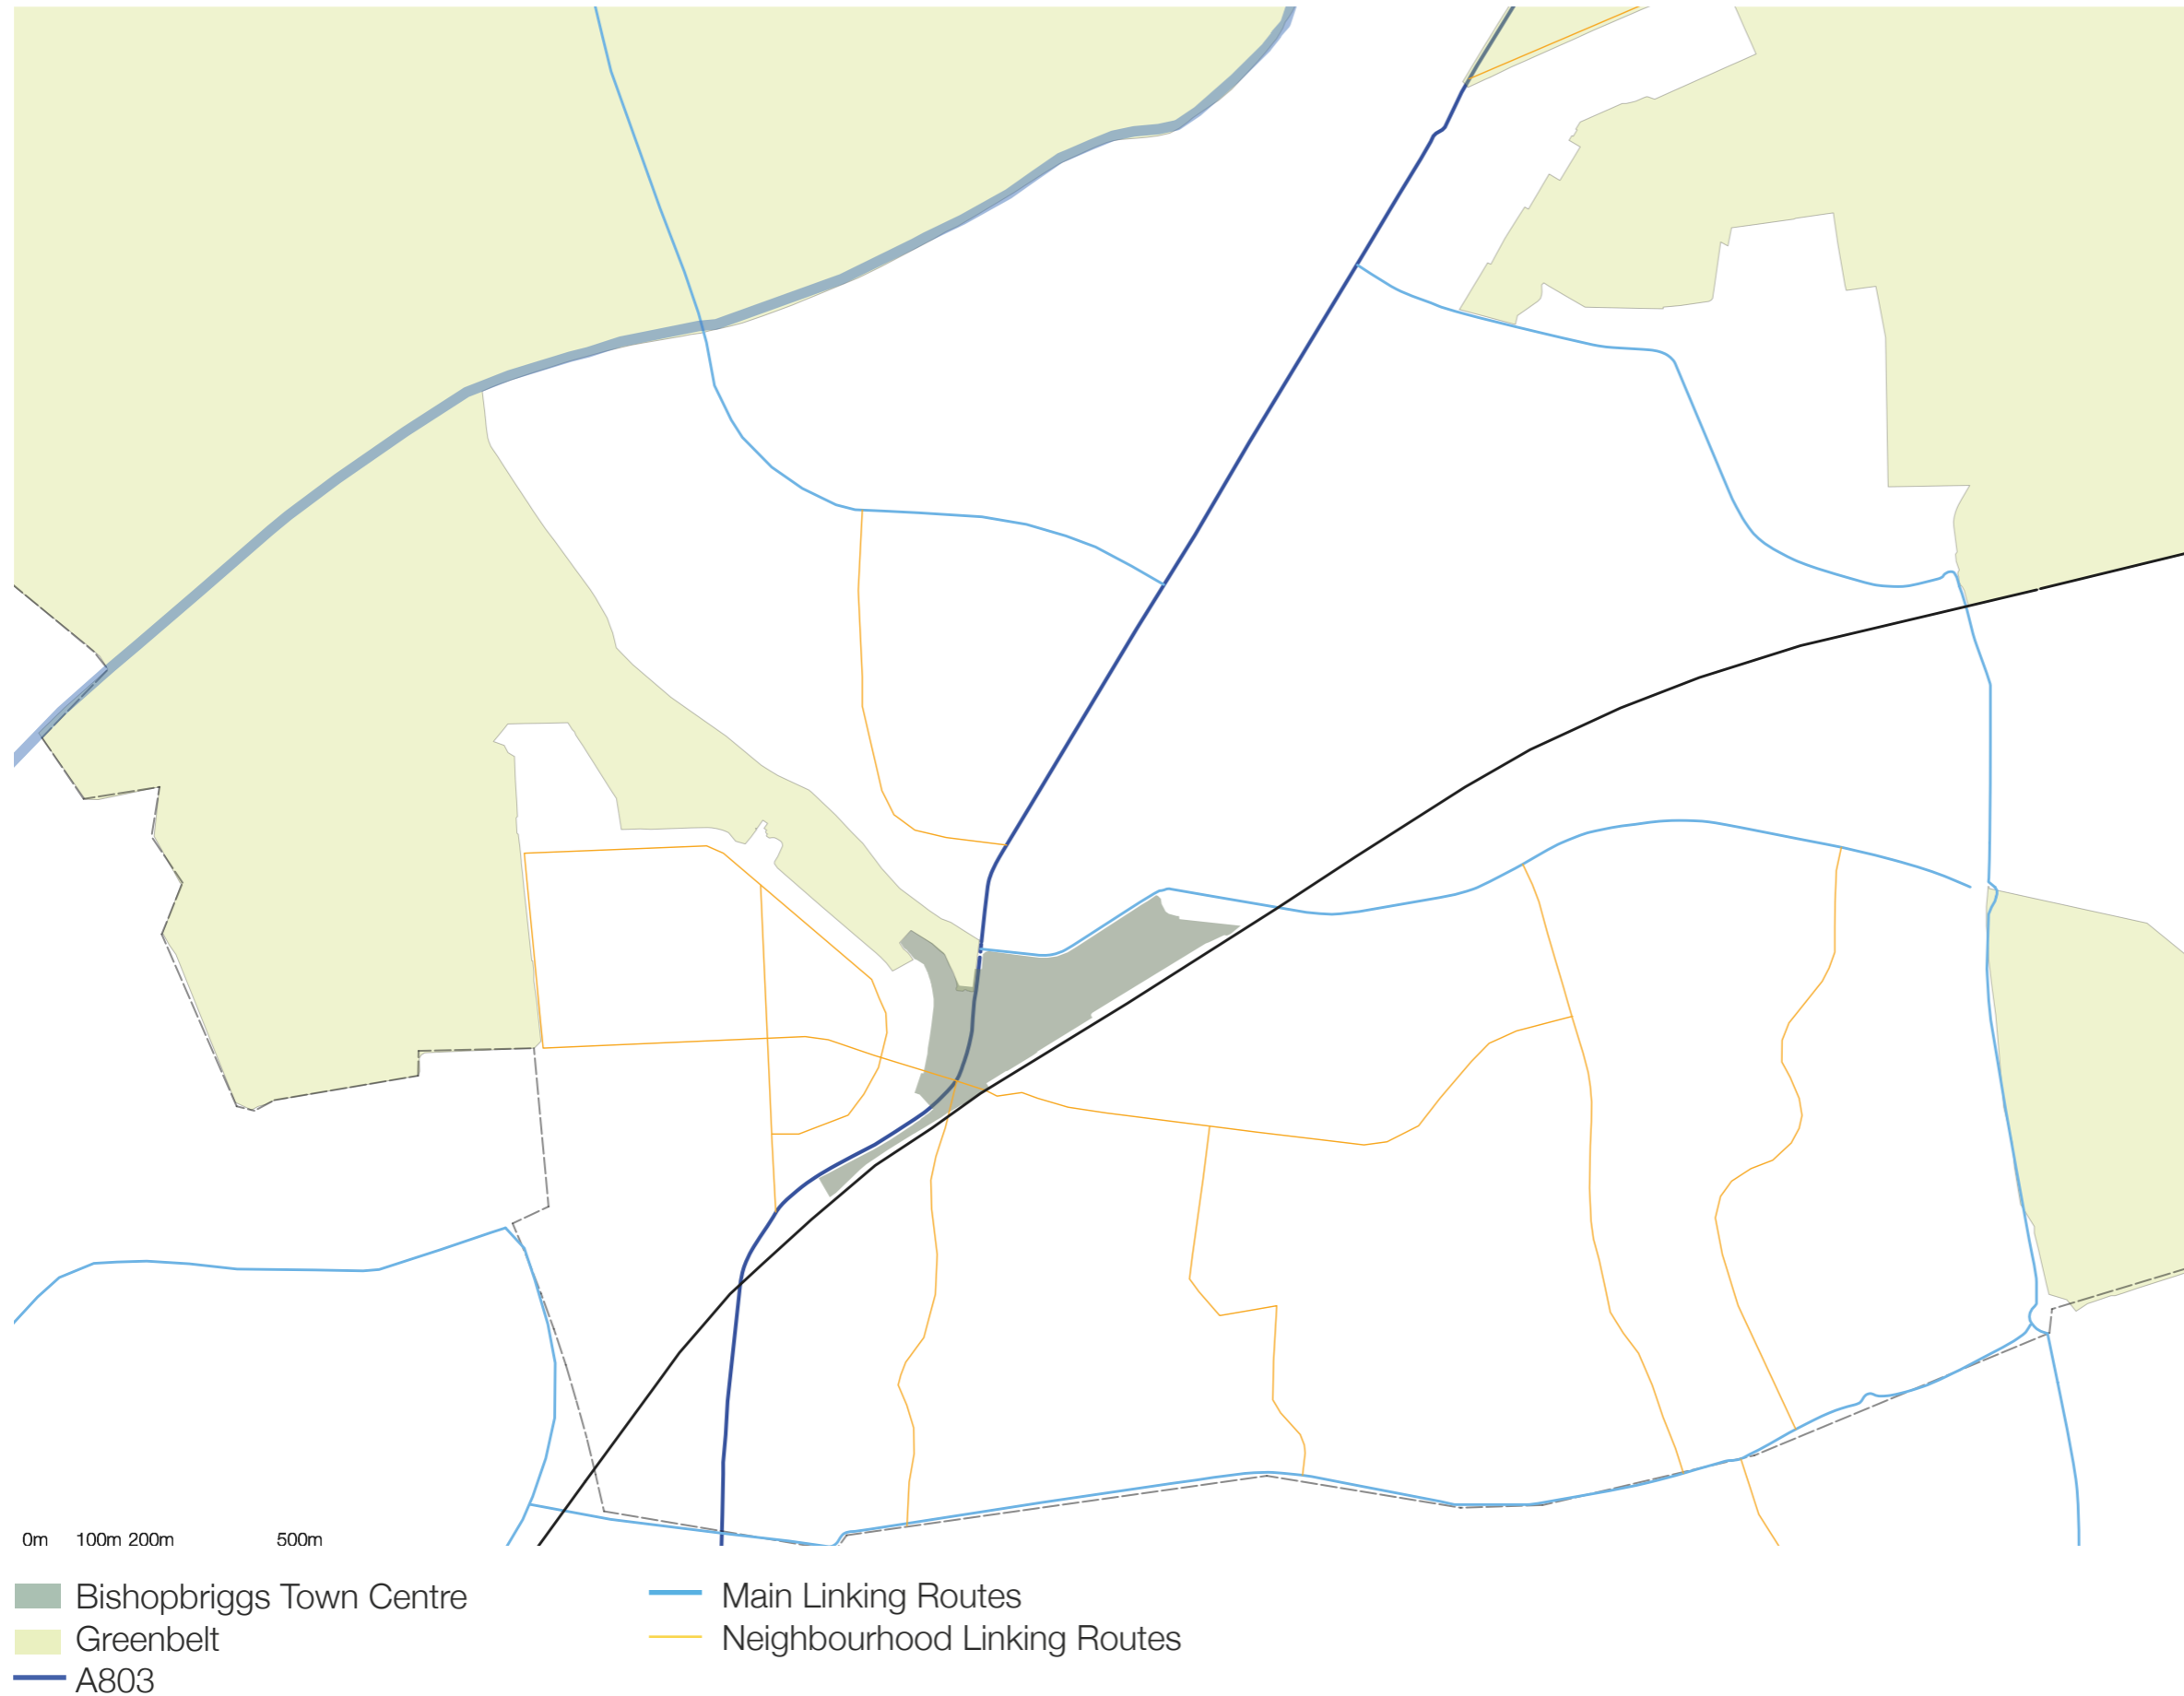 0m 100m 200m 500m
Bishopbriggs Town Centre
Greenbelt
A803
Main Linking Routes
Neighbourhood Linking Routes